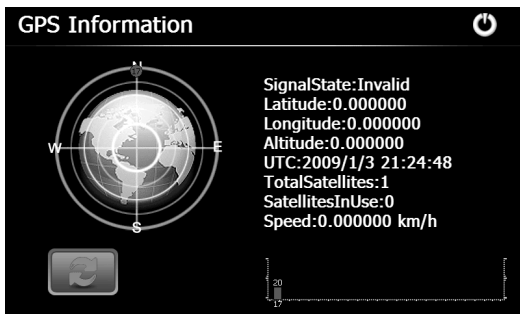 GPS Information
N
W
E
S
SignalState:Invalid
Latitude:0.000000
Longitude:0.000000
Altitude:0.000000
UTC:2009/1/3 21:24:48
TotalSatellites:1
SatellitesInUse:0
Speed:0.000000 km/h
20
17